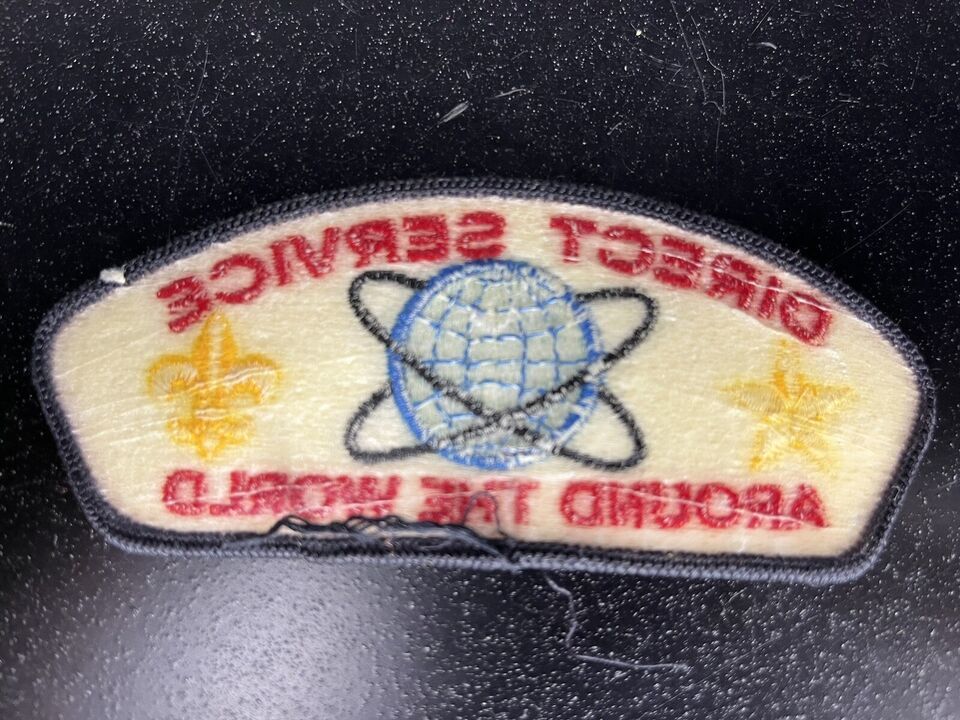 DIRECT SERVICE
AROUND THE WORLD